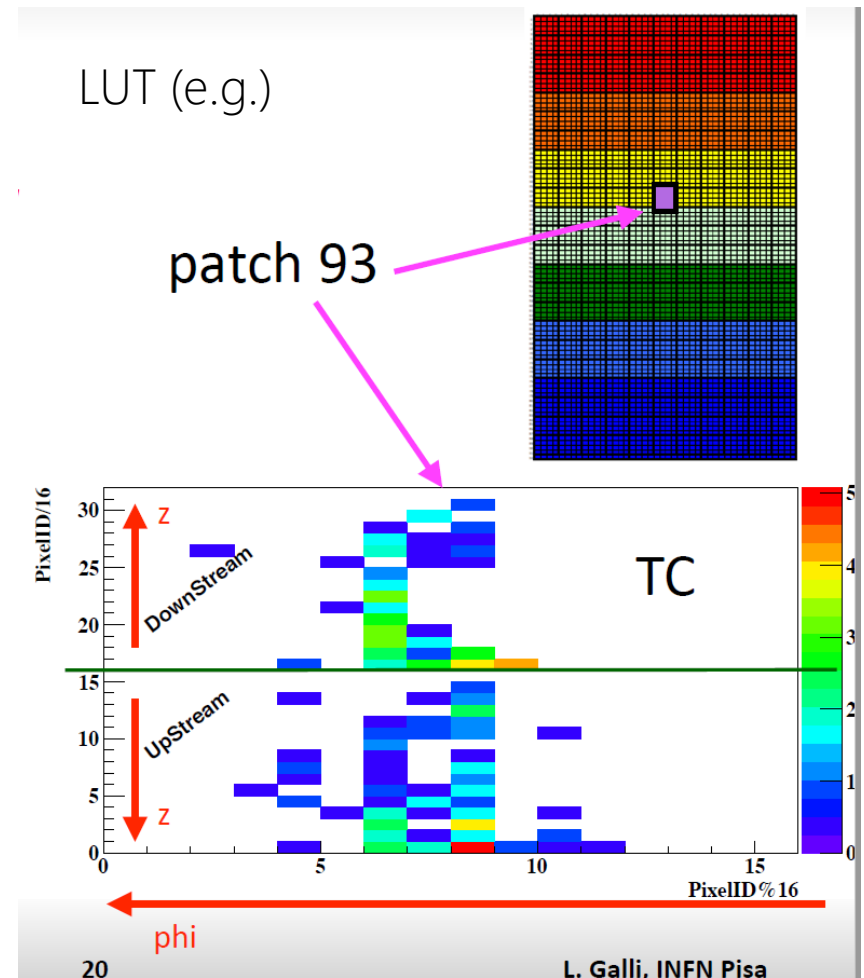 LUT (e.g.)
patch 93
PixelID/16
30
25
20
15
10
5
0
z
DownStream
TC
UpStream
z
0
5
10
15
PixelID%16
5
4
3
2
1
0
phi
20
L. Galli, INFN Pisa